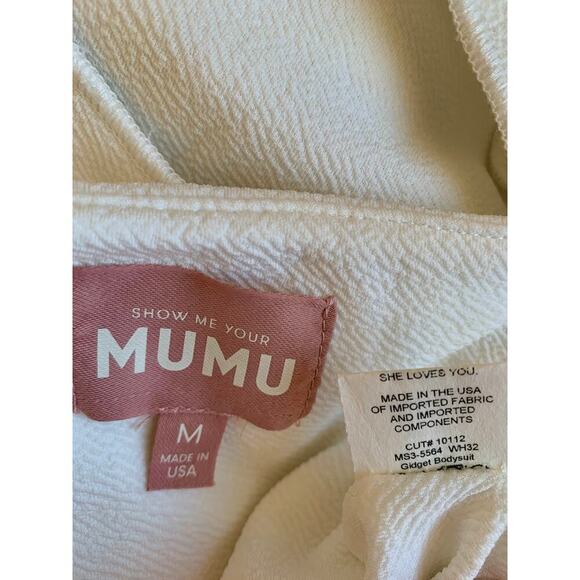 SHOW ME YOUR
MUMU
M
MADE IN
USA
SHE LOVES YOU.
MADE IN THE USA
OF IMPORTED FABRIC
AND IMPORTED
COMPONENTS
CUT# 10112
MS3-5564 WH32
Gidget Bodysuit